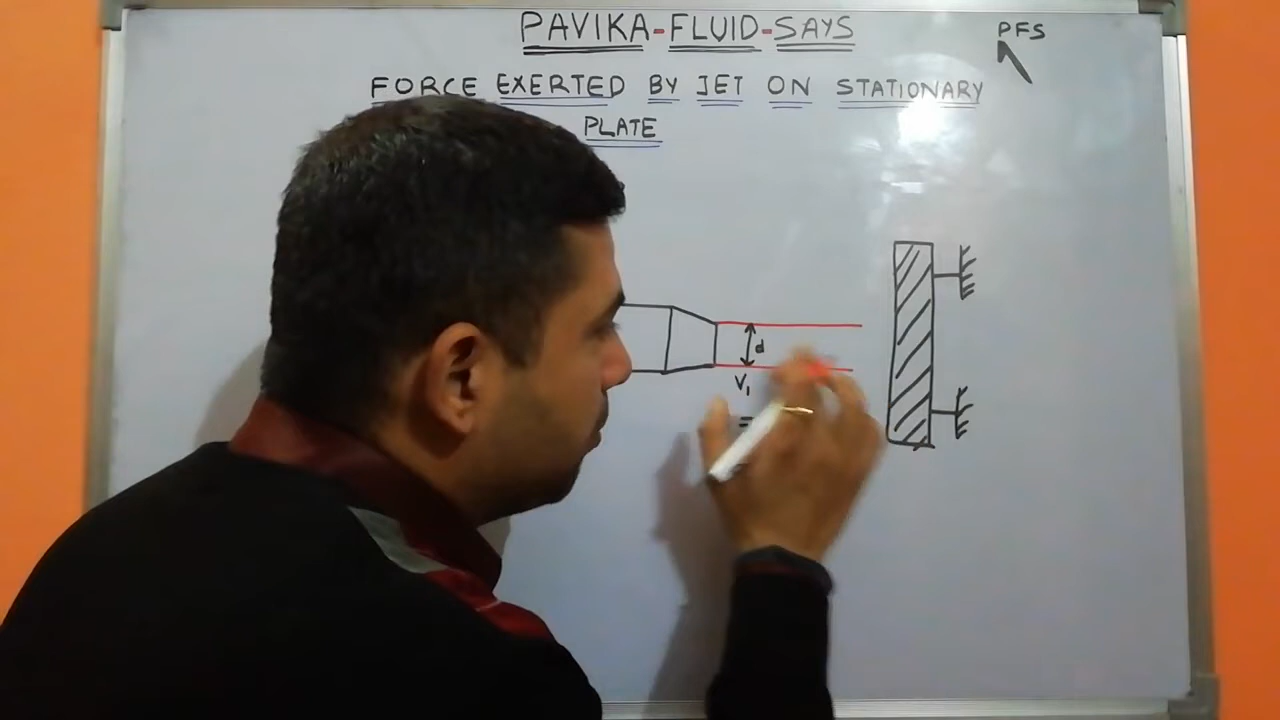 PAVIKA-FLUID-SAYS
PFS
FORCE EXERTED BY JET ON STATIONARY
PLATE
d
V1
=